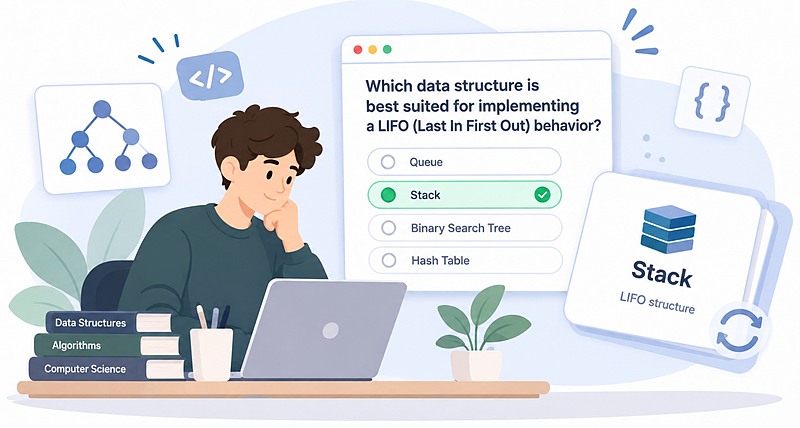 </>
Which data structure is
best suited for implementing
a LIFO (Last In First Out) behavior?
Queue
Stack
Binary Search Tree
Hash Table
{ }
Stack
LIFO structure
Data Structures
Algorithms
Computer Science